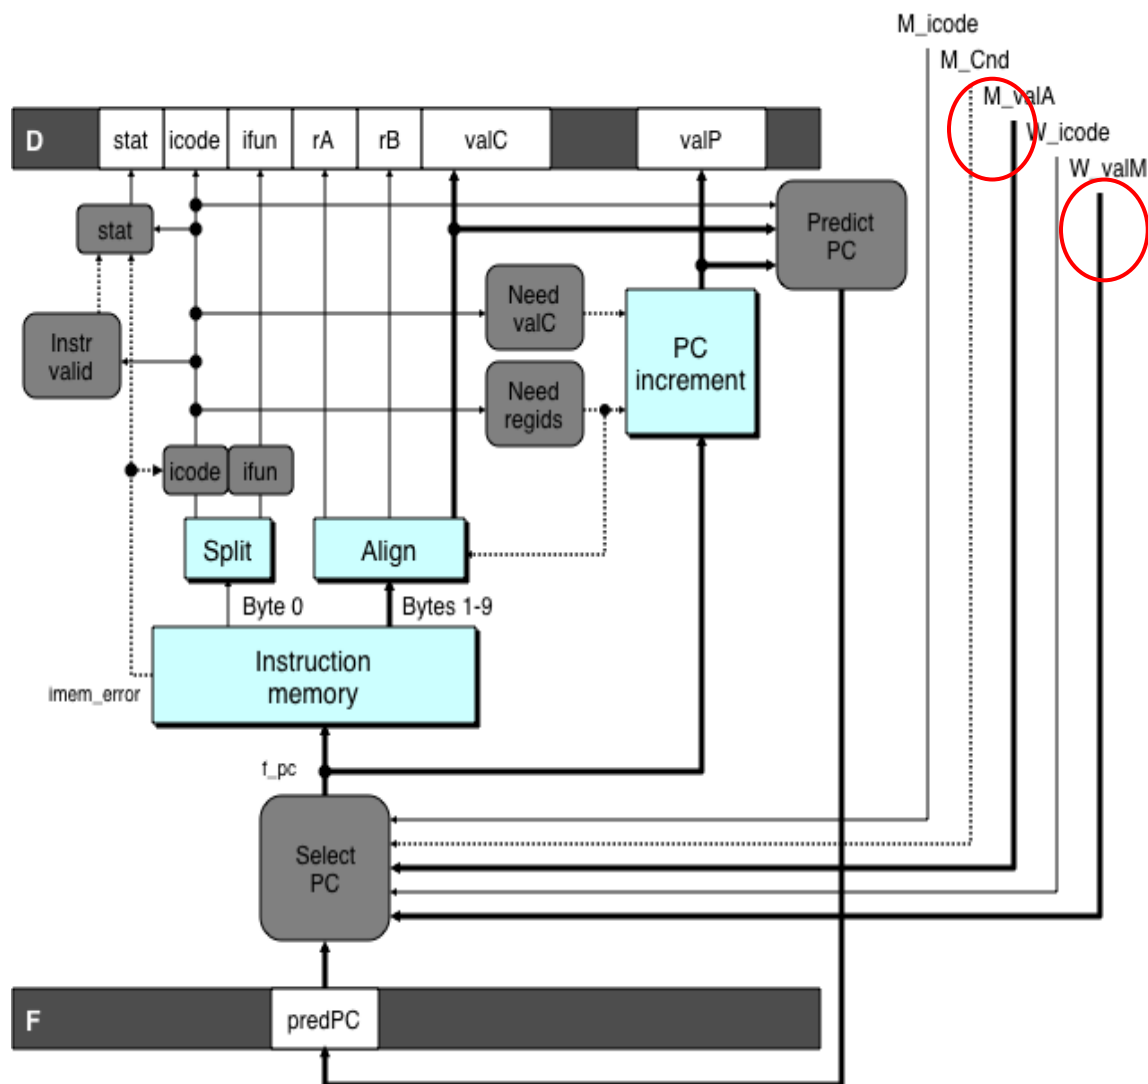 M_icode
M_Cnd
M_valA
W_icode
W_valM
D
stat
icode
ifun
rA
rB
valC
valP
stat
Predict
PC
Need
valC
Instr
valid
PC
increment
Need
regids
icode
ifun
Split
Align
Byte 0
Bytes 1-9
Instruction
memory
imem_error
f_pc
Select
PC
F
predPC